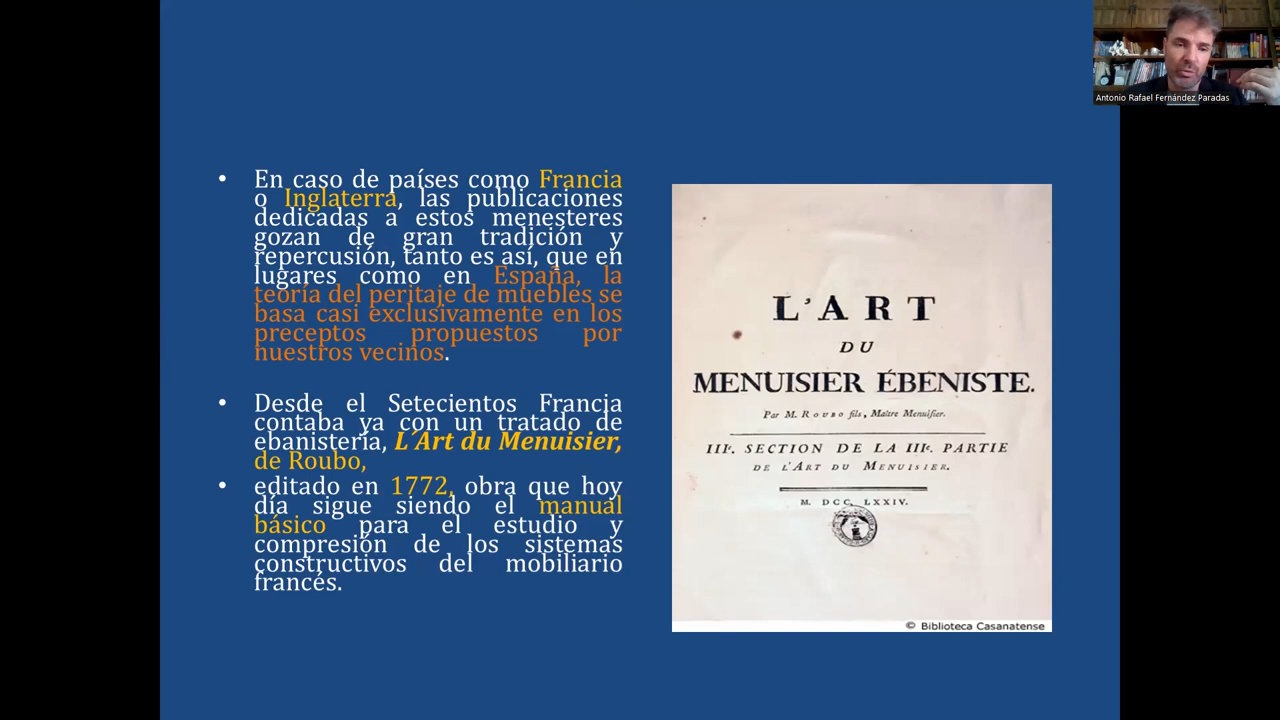 Antonio Rafael Fernández Paradas
• En caso de países como Francia
o Inglaterra, las publicaciones
dedicadas a estos menesteres
gozan de gran tradición y
repercusión, tanto es así, que en
lugares como en España, la
teoría del peritaje de muebles se
basa casi exclusivamente en los
preceptos propuestos por
nuestros vecinos.
• Desde el Setecientos Francia
contaba ya con un tratado de
ebanistería, L´Art du Menuisier,
de Roubo,
• editado en 1772, obra que hoy
día sigue siendo el manual
básico para el estudio y
compresión de los sistemas
constructivos del mobiliario
francés.
L'ART
DU
MENUISIER ÉBENISTE.
Par M. ROUBO fils, Maître Menuisier.
IIIe. SECTION DE LA IIIe. PARTIE
DE L'ART DU MENUISIER.
M. DCC. LXXIV.
© Biblioteca Casanatense